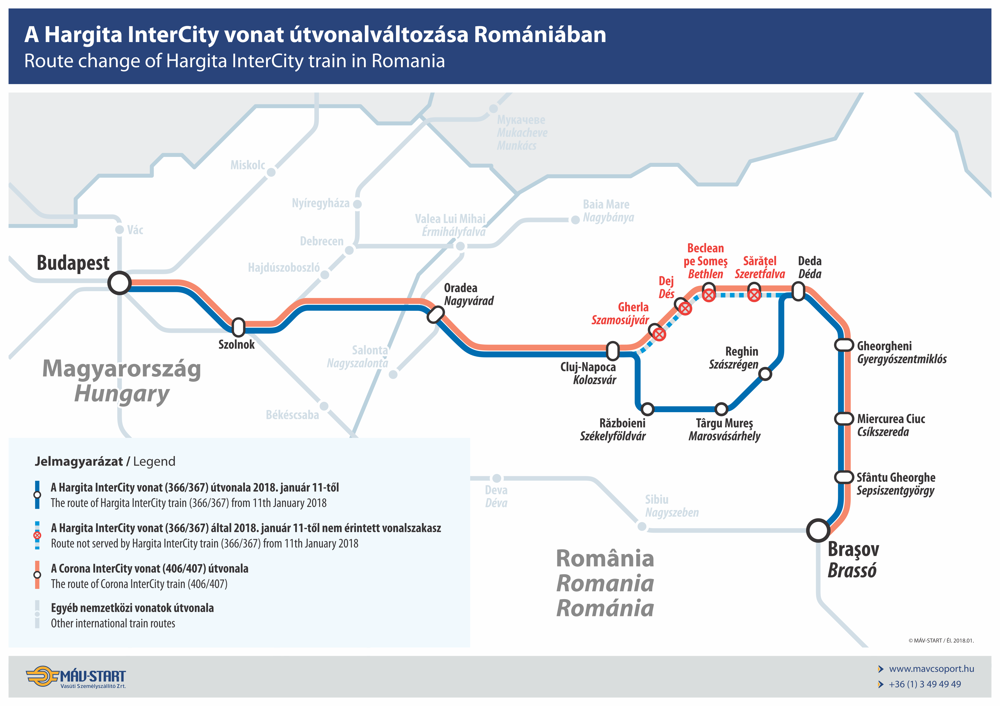 A Hargita InterCity vonat útvonalváltozása Romániában
Route change of Hargita InterCity train in Romania
Мукачеве
Mukacheve
Munkács
Miskolc
Nyíregyháza
Baia Mare
Nagybánya
Valea Lui Mihai
Érmihályfalva
Vác
Debrecen
Hajdúszoboszló
Budapest
Beclean
pe Someş
Bethlen
Sărăţel
Szeretfalva
Deda
Déda
Dej
Dés
Oradea
Nagyvárad
Gherla
Szamosújvár
Szolnok
Salonta
Nagyszalonta
Cluj-Napoca
Kolozsvár
Reghin
Szászrégen
Gheorgheni
Gyergyószentmiklós
Magyarország
Hungary
Békéscsaba
Războieni
Székelyföldvár
Târgu Mureş
Marosvásárhely
Miercurea Ciuc
Csíkszereda
Sfântu Gheorghe
Sepsiszentgyörgy
Deva
Déva
Sibiu
Nagyszeben
Braşov
Brassó
România
Romania
Románia
Jelmagyarázat / Legend
A Hargita InterCity vonat (366/367) útvonala 2018. január 11-től
The route of Hargita InterCity train (366/367) from 11th January 2018
A Hargita InterCity vonat (366/367) által 2018. január 11-től nem érintett vonalszakasz
Route not served by Hargita InterCity train (366/367) from 11th January 2018
A Corona InterCity vonat (406/407) útvonala
The route of Corona InterCity train (406/407)
Egyéb nemzetközi vonatok útvonala
Other international train routes
© MÁV-START / ÉI. 2018.01.
MÁV-START
Vasúti Személyszállító Zrt.
www.mavcsoport.hu
+36 (1) 3 49 49 49